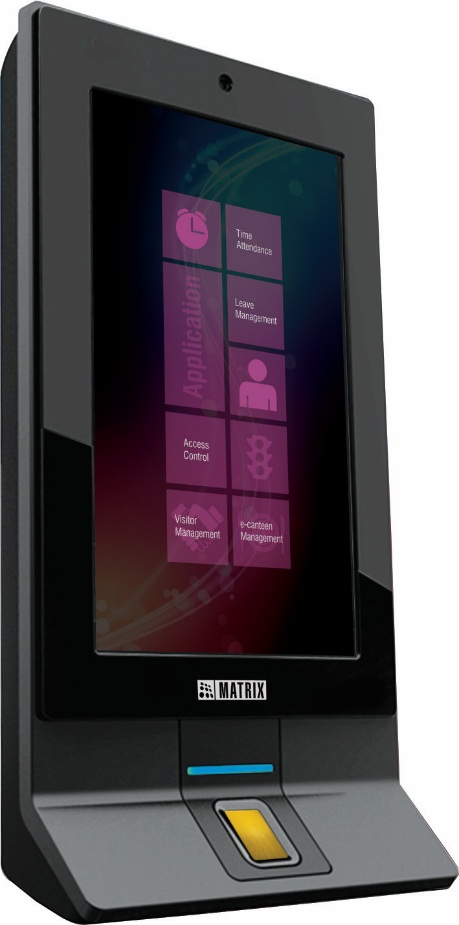 Time
Attendance
Application
Leave
Management
Access
Control
Visitor
Management
e-canteen
Management
MATRIX